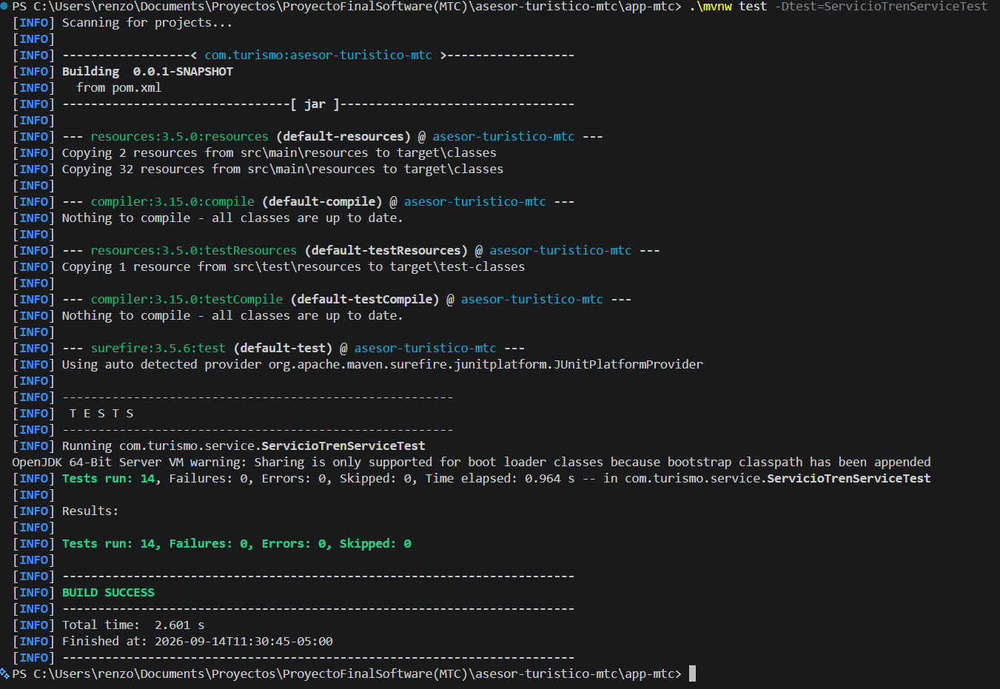 PS C:\Users\renzo\Documents\Proyectos\ProyectoFinalSoftware(MTC)\asesor-turistico-mtc\app-mtc> .\mvnw test -Dtest=ServicioTrenServiceTest
[INFO] Scanning for projects...
[INFO]
[INFO] ------------------< com.turismo:asesor-turistico-mtc >------------------
[INFO] Building  0.0.1-SNAPSHOT
[INFO]   from pom.xml
[INFO] --------------------------------[ jar ]---------------------------------
[INFO]
[INFO] --- resources:3.5.0:resources (default-resources) @ asesor-turistico-mtc ---
[INFO] Copying 2 resources from src\main\resources to target\classes
[INFO] Copying 32 resources from src\main\resources to target\classes
[INFO]
[INFO] --- compiler:3.15.0:compile (default-compile) @ asesor-turistico-mtc ---
[INFO] Nothing to compile - all classes are up to date.
[INFO]
[INFO] --- resources:3.5.0:testResources (default-testResources) @ asesor-turistico-mtc ---
[INFO] Copying 1 resource from src\test\resources to target\test-classes
[INFO]
[INFO] --- compiler:3.15.0:testCompile (default-testCompile) @ asesor-turistico-mtc ---
[INFO] Nothing to compile - all classes are up to date.
[INFO]
[INFO] --- surefire:3.5.6:test (default-test) @ asesor-turistico-mtc ---
[INFO] Using auto detected provider org.apache.maven.surefire.junitplatform.JUnitPlatformProvider
[INFO]
[INFO] -------------------------------------------------------
[INFO]  T E S T S
[INFO] -------------------------------------------------------
[INFO] Running com.turismo.service.ServicioTrenServiceTest
OpenJDK 64-Bit Server VM warning: Sharing is only supported for boot loader classes because bootstrap classpath has been appended
[INFO] Tests run: 14, Failures: 0, Errors: 0, Skipped: 0, Time elapsed: 0.964 s -- in com.turismo.service.ServicioTrenServiceTest
[INFO]
[INFO] Results:
[INFO]
[INFO] Tests run: 14, Failures: 0, Errors: 0, Skipped: 0
[INFO]
[INFO] ------------------------------------------------------------------------
[INFO] BUILD SUCCESS
[INFO] ------------------------------------------------------------------------
[INFO] Total time:  2.601 s
[INFO] Finished at: 2026-09-14T11:30:45-05:00
[INFO] ------------------------------------------------------------------------
PS C:\Users\renzo\Documents\Proyectos\ProyectoFinalSoftware(MTC)\asesor-turistico-mtc\app-mtc>